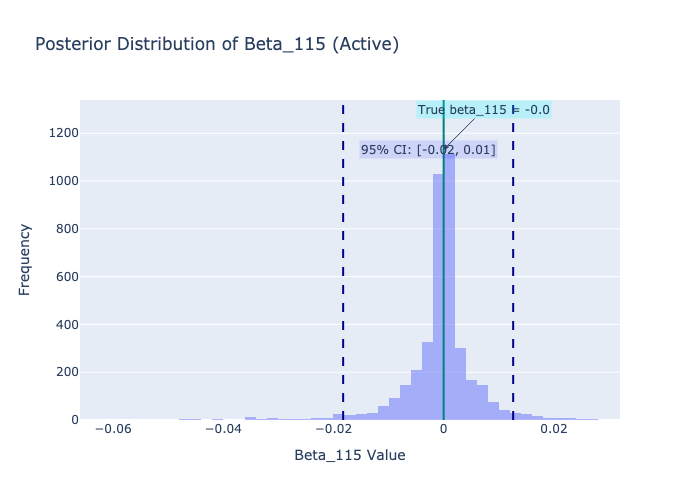 Posterior Distribution of Beta_115 (Active)
True beta_115 = -0.0
95% CI: [-0.02, 0.01]
1200
1000
800
600
400
200
0
Frequency
−0.06
−0.04
−0.02
0
0.02
Beta_115 Value